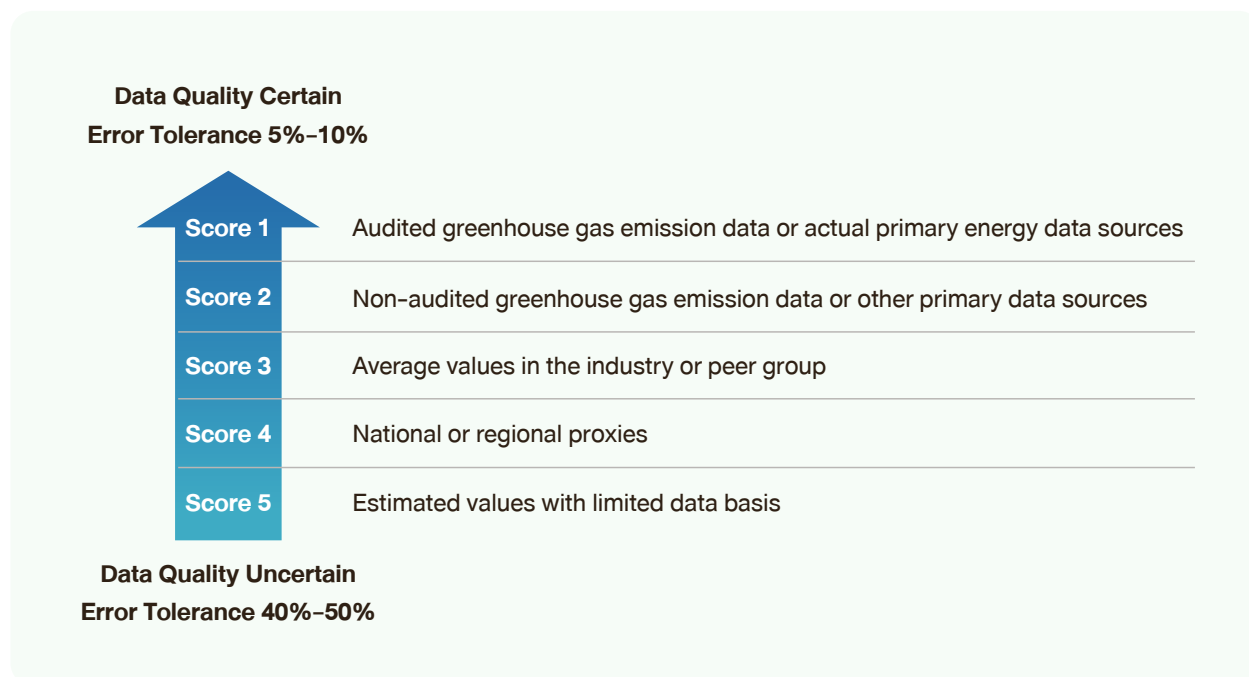 Data Quality Certain
Error Tolerance 5%–10%
Score 1 Audited greenhouse gas emission data or actual primary energy data sources
Score 2 Non-audited greenhouse gas emission data or other primary data sources
Score 3 Average values in the industry or peer group
Score 4 National or regional proxies
Score 5 Estimated values with limited data basis
Data Quality Uncertain
Error Tolerance 40%–50%